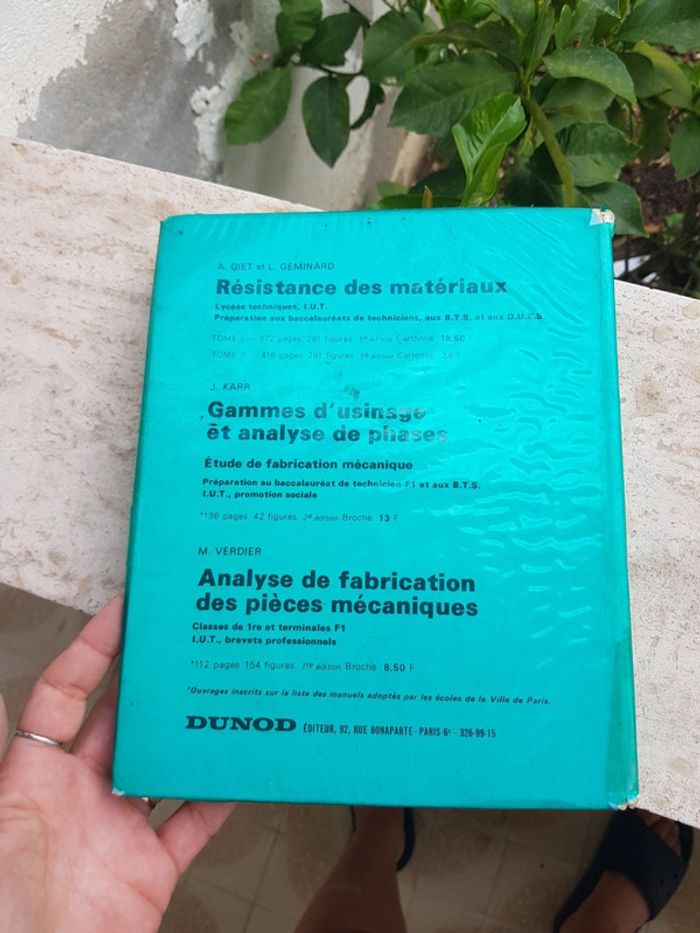 A. GIET et L. GÉMINARD
Résistance des matériaux
Lycées techniques, I.U.T.
Préparation aux baccalauréats de techniciens, aux B.T.S. et aux D.U.E.S.
TOME I. - 372 pages. 291 figures. 5e édition Cartonné 18,50 F
TOME II. - 416 pages. 291 figures. 6e édition Cartonné 24 F
J. KARR
Gammes d'usinage
et analyse de phases
Étude de fabrication mécanique
Préparation au baccalauréat de technicien F1 et aux B.T.S.
I.U.T., promotion sociale
*136 pages. 42 figures. 2e édition Broché 13 F
M. VERDIER
Analyse de fabrication
des pièces mécaniques
Classes de 1re et terminales F1
I.U.T., brevets professionnels
*112 pages. 154 figures. 1re édition Broché 8,50 F
*Ouvrages inscrits sur la liste des manuels adoptés par les écoles de la Ville de Paris.
DUNOD ÉDITEUR, 92, RUE BONAPARTE - PARIS 6e - 326-99-15